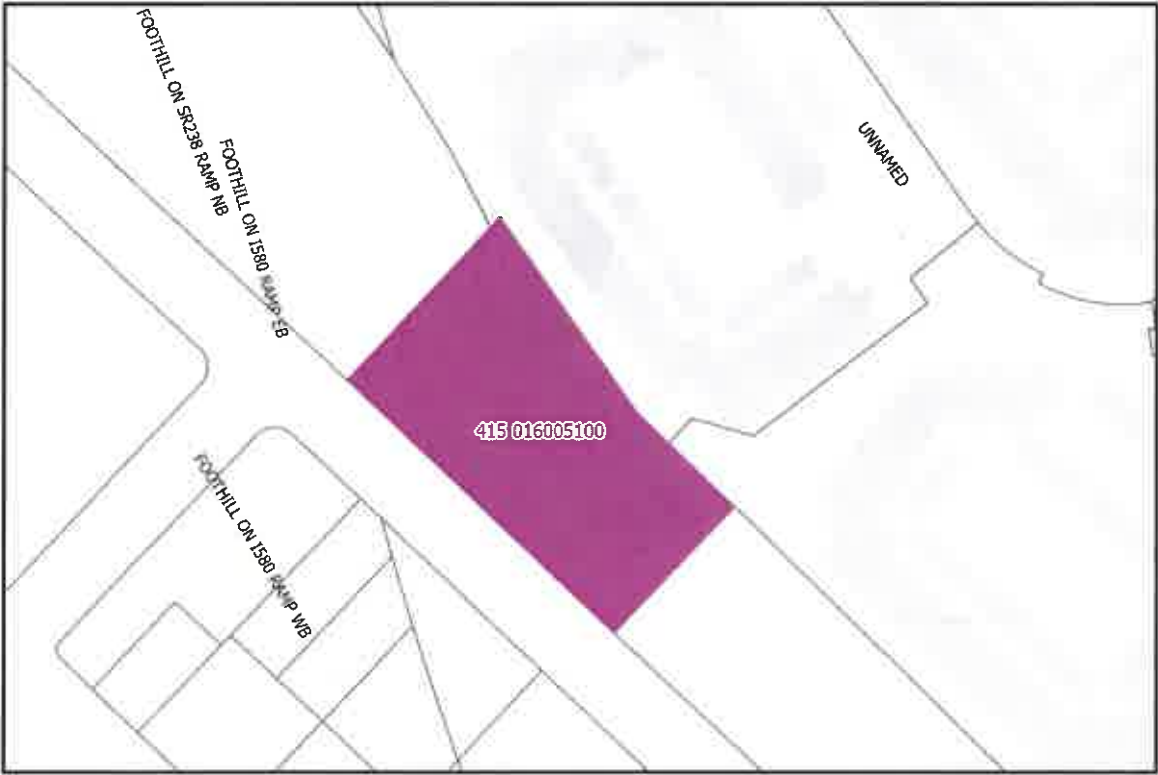 FOOTHILL ON SR238 RAMP NB
FOOTHILL ON I580 RAMP EB
UNNAMED
415 016005100
FOOTHILL ON I580 RAMP WB